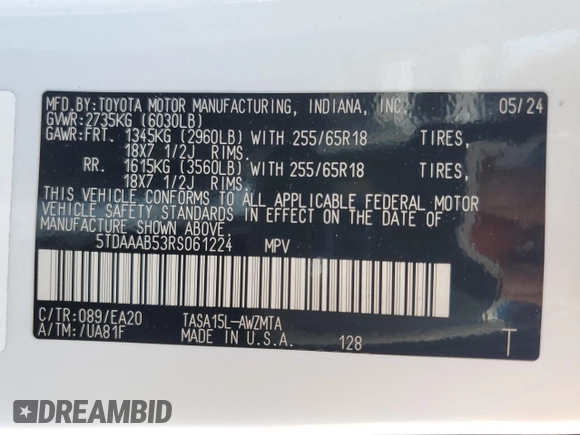 MFD.BY:TOYOTA MOTOR MANUFACTURING, INDIANA, INC. 05/24
GVWR:2735KG (6030LB)
GAWR:FRT. 1345KG (2960LB) WITH 255/65R18 TIRES,
18X7 1/2J RIMS.
RR. 1615KG (3560LB) WITH 255/65R18 TIRES,
18X7 1/2J RIMS.
THIS VEHICLE CONFORMS TO ALL APPLICABLE FEDERAL MOTOR
VEHICLE SAFETY STANDARDS IN EFFECT ON THE DATE OF
MANUFACTURE SHOWN ABOVE.
5TDAAAB53RS061224 MPV
C/TR:089/EA20 TASA15L-AWZMTA
A/TM:/UA81F MADE IN U.S.A. 128 T
DREAMBID